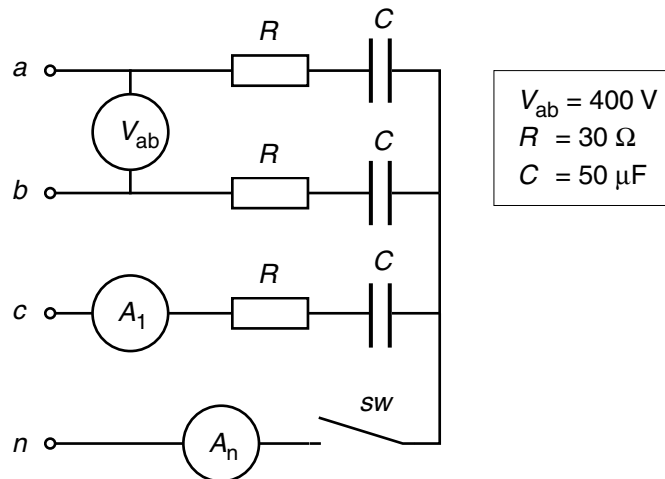 R C
a
V_ab = 400 V
R = 30 Ω
C = 50 μF
V_ab
R C
b
R C
c A_1
sw
n A_n